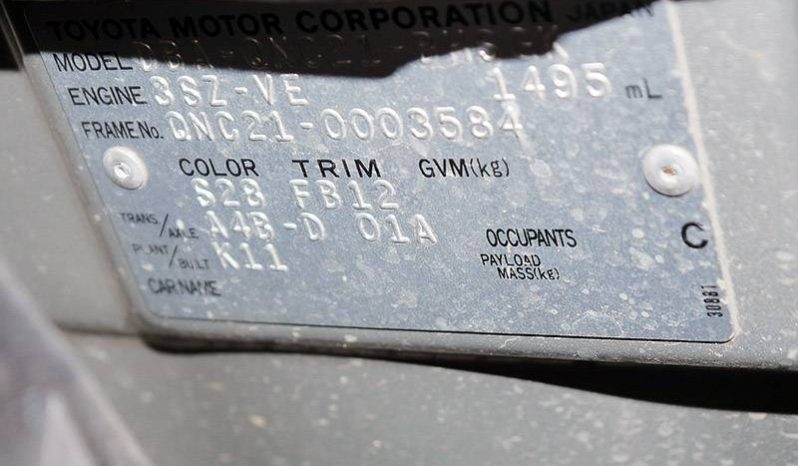 TOYOTA MOTOR CORPORATION JAPAN
MODEL
ENGINE 3SZ-VE 1495 mL
FRAME No. QNC21-0003584
COLOR TRIM GVM(kg)
S28 FB12
TRANS./AXLE A4B-D 01A
OCCUPANTS C
PLANT/BUILT K11
PAYLOAD
MASS(kg)
CAR NAME
30881